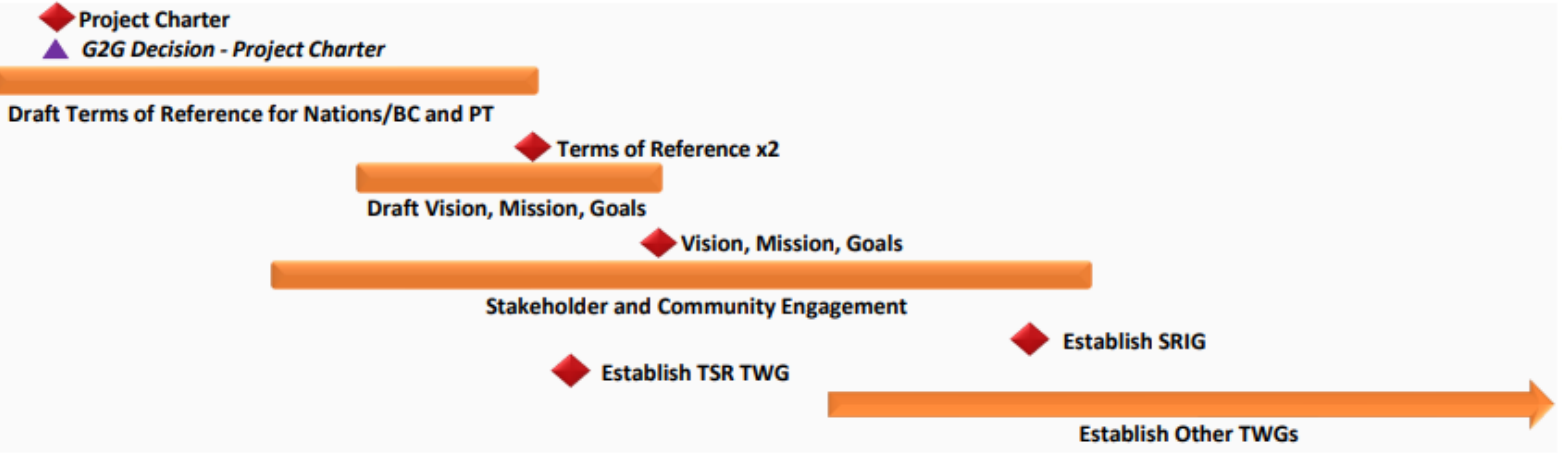 Project Charter
G2G Decision - Project Charter
Draft Terms of Reference for Nations/BC and PT
Terms of Reference x2
Draft Vision, Mission, Goals
Vision, Mission, Goals
Stakeholder and Community Engagement
Establish SRIG
Establish TSR TWG
Establish Other TWGs